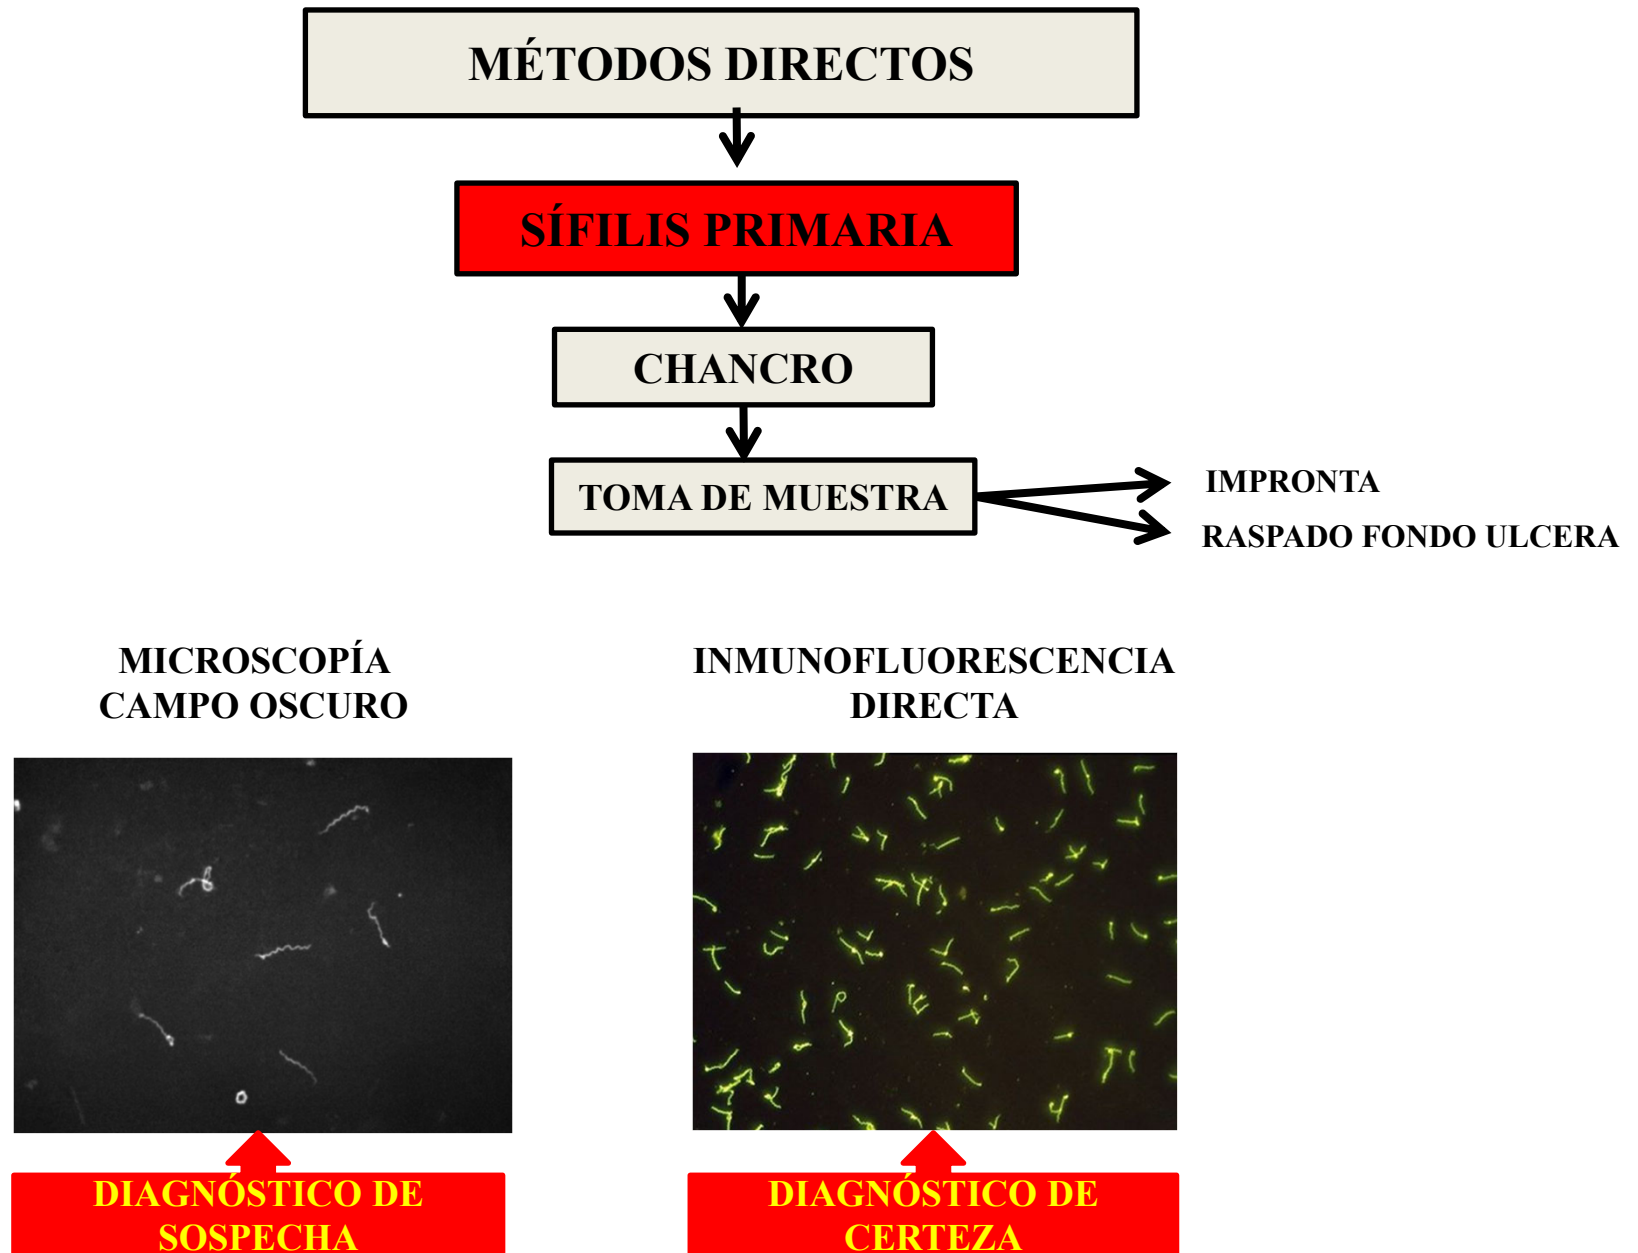 MÉTODOS DIRECTOS
SÍFILIS PRIMARIA
CHANCRO
TOMA DE MUESTRA
IMPRONTA
RASPADO FONDO ULCERA
MICROSCOPÍA
CAMPO OSCURO
INMUNOFLUORESCENCIA
DIRECTA
DIAGNÓSTICO DE
SOSPECHA
DIAGNÓSTICO DE
CERTEZA